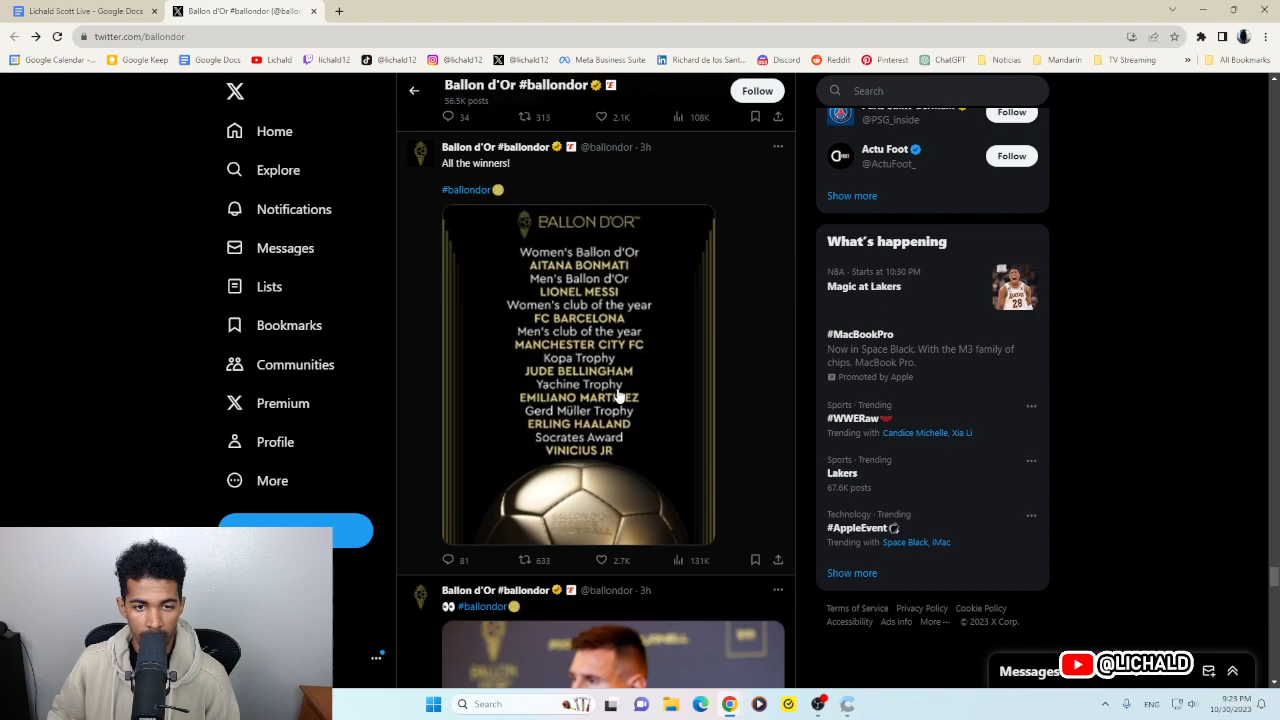 Lichald Scott Live - Google Docs
Ballon d'Or #ballondor (@ballor
twitter.com/ballondor
Google Calendar -...
Google Keep
Google Docs
Lichald
lichald12
@lichald12
@lichald12
@lichald12
Meta Business Suite
Richard de los Sant...
Discord
Reddit
Pinterest
ChatGPT
Noticias
Mandarín
TV Streaming
All Bookmarks
Home
Explore
Notifications
Messages
Lists
Bookmarks
Communities
Premium
Profile
More
Ballon d'Or #ballondor
56.5K posts
Follow
34 313 2.1K 108K
Ballon d'Or #ballondor @ballondor · 3h
All the winners!
#ballondor
BALLON D'OR™
Women's Ballon d'Or
AITANA BONMATI
Men's Ballon d'Or
LIONEL MESSI
Women's club of the year
FC BARCELONA
Men's club of the year
MANCHESTER CITY FC
Kopa Trophy
JUDE BELLINGHAM
Yachine Trophy
EMILIANO MARTINEZ
Gerd Müller Trophy
ERLING HAALAND
Socrates Award
VINICIUS JR
81 633 2.7K 131K
Ballon d'Or #ballondor @ballondor · 3h
#ballondor
Search
@PSG_inside
Follow
Actu Foot
@ActuFoot_
Follow
Show more
What's happening
NBA · Starts at 10:30 PM
Magic at Lakers
#MacBookPro
Now in Space Black. With the M3 family of
chips. MacBook Pro.
Promoted by Apple
Sports · Trending
#WWERaw
Trending with Candice Michelle, Xia Li
Sports · Trending
Lakers
67.6K posts
Technology · Trending
#AppleEvent
Trending with Space Black, iMac
Show more
Terms of Service Privacy Policy Cookie Policy
Accessibility Ads info More ··· © 2023 X Corp.
Messages
@LICHALD
Search
ENG
9:23 PM
10/30/2023